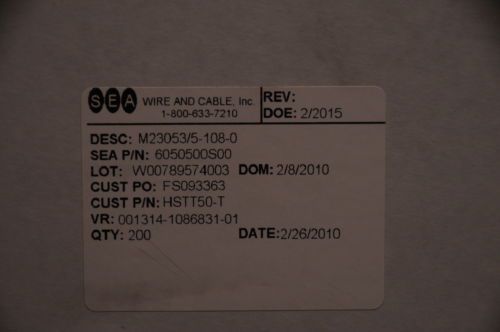 SEA WIRE AND CABLE, Inc.
1-800-633-7210
REV:
DOE: 2/2015
DESC: M23053/5-108-0
SEA P/N: 6050500S00
LOT: W00789574003 DOM: 2/8/2010
CUST PO: FS093363
CUST P/N: HSTT50-T
VR: 001314-1086831-01
QTY: 200 DATE:2/26/2010